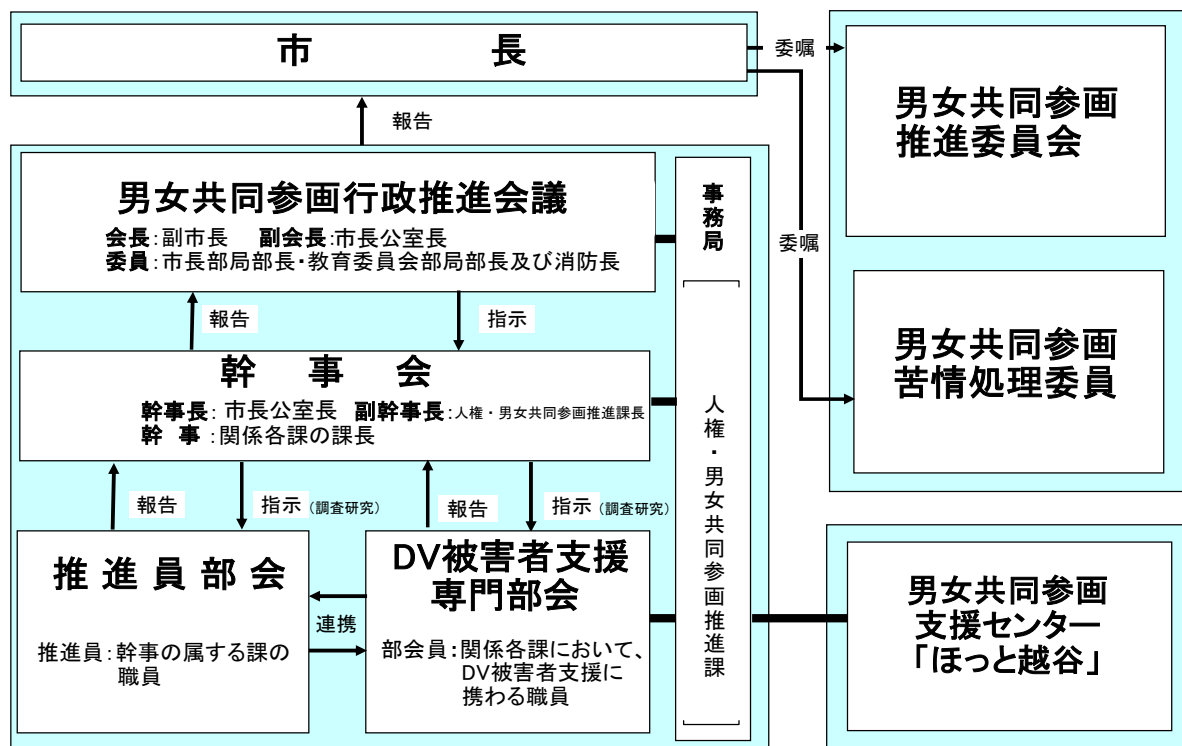 市　　　長
委嘱
男女共同参画
推進委員会
報告
委嘱
男女共同参画行政推進会議
会長：副市長　副会長：市長公室長
委員：市長部局部長・教育委員会部局部長及び消防長
事務局
人権・男女共同参画推進課
男女共同参画
苦情処理委員
報告
指示
幹　事　会
幹事長：市長公室長　副幹事長：人権・男女共同参画推進課長
幹　事：関係各課の課長
報告
指示（調査研究）
報告
指示（調査研究）
推進員部会
推進員：幹事の属する課の
職員
連携
DV被害者支援
専門部会
部会員：関係各課において、
DV被害者支援に
携わる職員
男女共同参画
支援センター
「ほっと越谷」